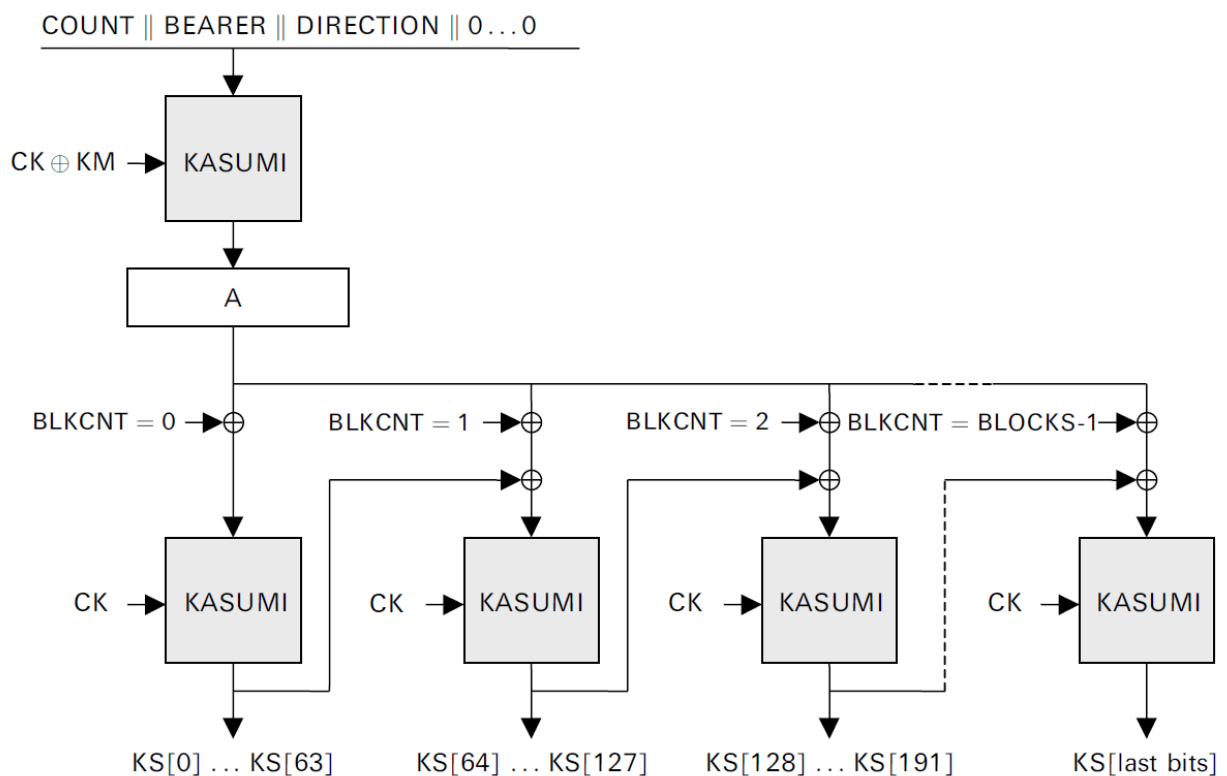 COUNT || BEARER || DIRECTION || 0...0
CK ⊕ KM
KASUMI
A
BLKCNT = 0
BLKCNT = 1
BLKCNT = 2
BLKCNT = BLOCKS-1
CK
KASUMI
CK
KASUMI
CK
KASUMI
CK
KASUMI
KS[0] ... KS[63]
KS[64] ... KS[127]
KS[128] ... KS[191]
KS[last bits]